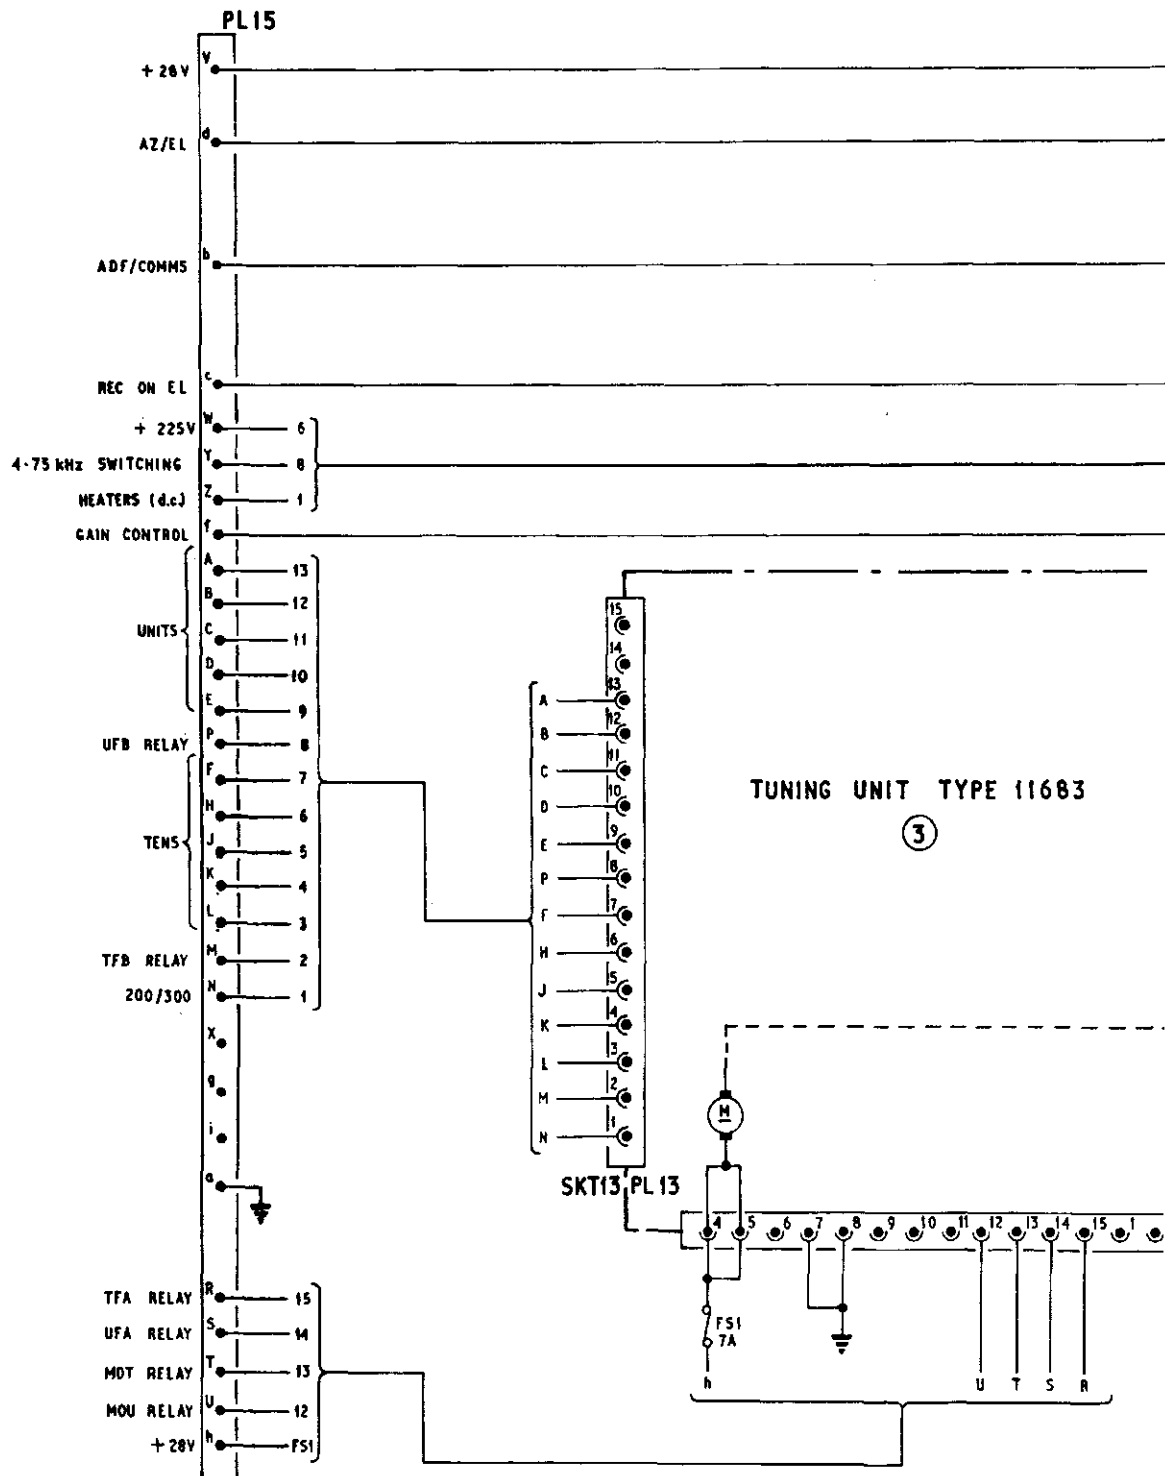 PL15
V
+28V
d
AZ/EL
b
ADF/COMMS
c
REC ON EL
W
+ 225V 6
Y
4·75 kHz SWITCHING 8
Z
HEATERS (d.c.) 1
f
GAIN CONTROL
UNITS
A 13
B 12
C 11
D 10
E 9
P
UFB RELAY 8
TENS
F 7
H 6
J 5
K 4
L 3
M
TFB RELAY 2
N
200/300 1
X
g
i
a
R
TFA RELAY 15
S
UFA RELAY 14
T
MDT RELAY 13
U
MOU RELAY 12
h
+28V FS1
15
14
A 13
B 12
C 11
D 10
E 9
P 8
F 7
H 6
J 5
K 4
L 3
M 2
N 1
SKT13 PL13
TUNING UNIT TYPE 11683
3
M
4 5 6 7 8 9 10 11 12 13 14 15 1
FS1
7A
h U T S R